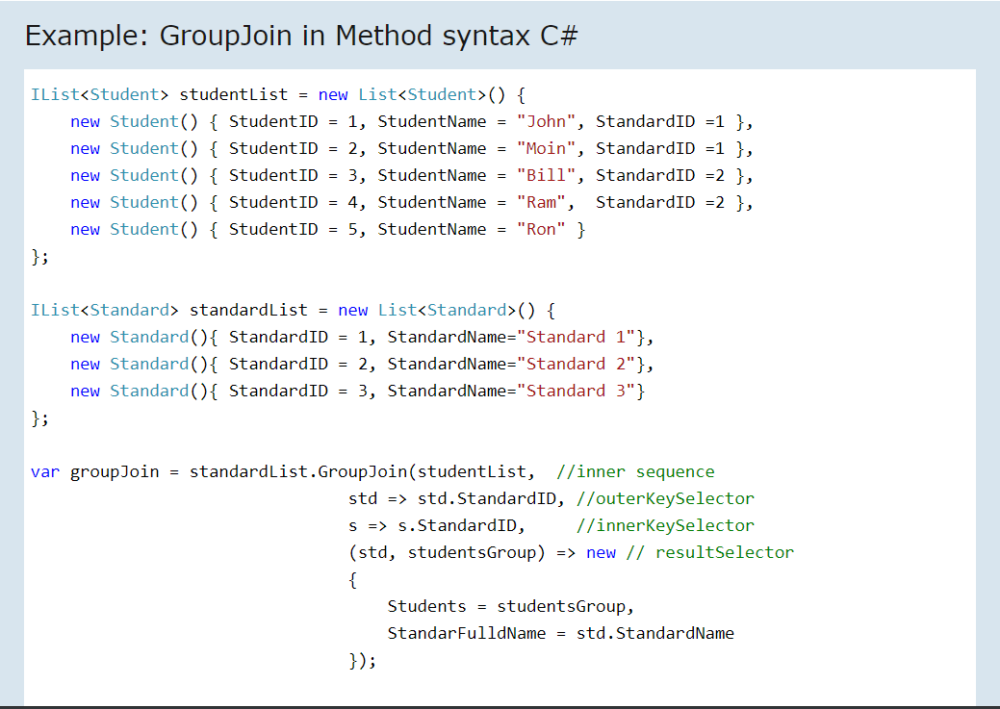 Example: GroupJoin in Method syntax C#
IList<Student> studentList = new List<Student>() {
    new Student() { StudentID = 1, StudentName = "John", StandardID =1 },
    new Student() { StudentID = 2, StudentName = "Moin", StandardID =1 },
    new Student() { StudentID = 3, StudentName = "Bill", StandardID =2 },
    new Student() { StudentID = 4, StudentName = "Ram",  StandardID =2 },
    new Student() { StudentID = 5, StudentName = "Ron" }
};
IList<Standard> standardList = new List<Standard>() {
    new Standard(){ StandardID = 1, StandardName="Standard 1"},
    new Standard(){ StandardID = 2, StandardName="Standard 2"},
    new Standard(){ StandardID = 3, StandardName="Standard 3"}
};
var groupJoin = standardList.GroupJoin(studentList,  //inner sequence
                                std => std.StandardID, //outerKeySelector
                                s => s.StandardID,     //innerKeySelector
                                (std, studentsGroup) => new // resultSelector
                                {
                                    Students = studentsGroup,
                                    StandarFulldName = std.StandardName
                                });